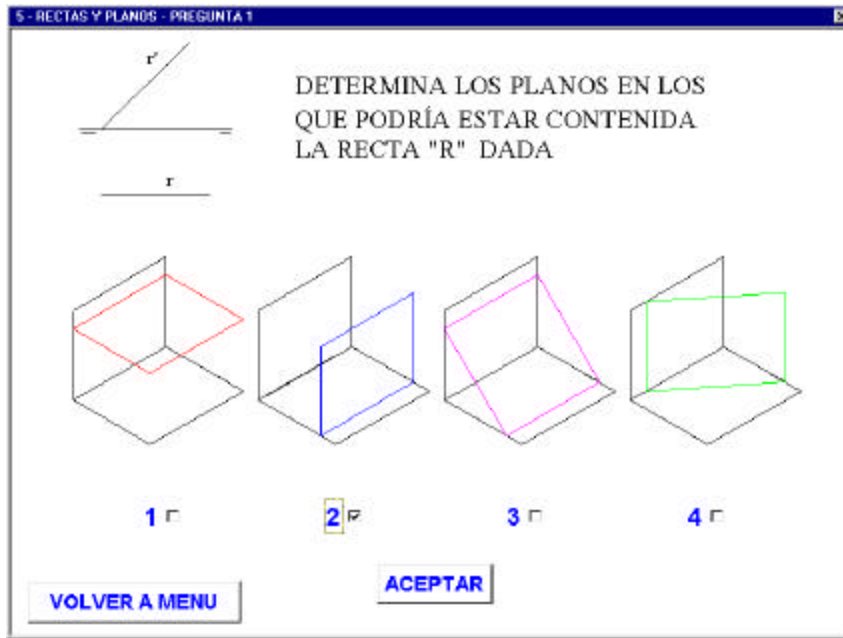 5 - RECTAS Y PLANOS - PREGUNTA 1
r'
DETERMINA LOS PLANOS EN LOS
QUE PODRÍA ESTAR CONTENIDA
LA RECTA "R" DADA
r
1
2
3
4
VOLVER A MENU
ACEPTAR